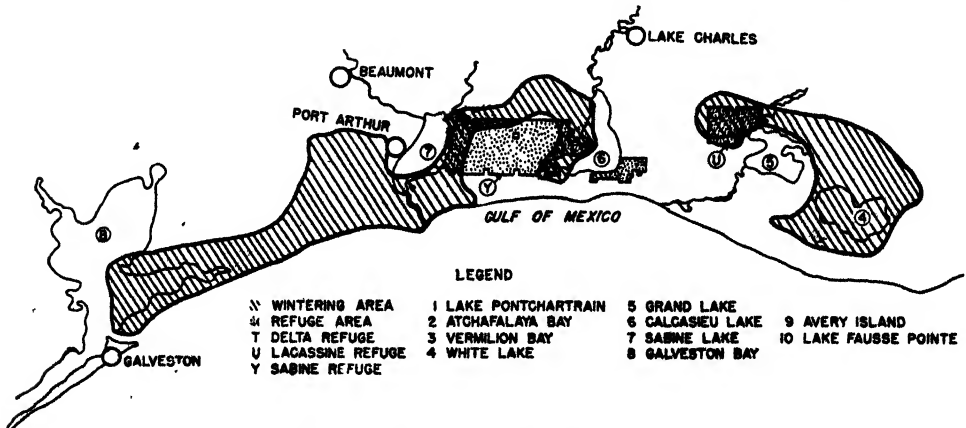 LAKE CHARLES
BEAUMONT
PORT ARTHUR
7
6
U
5
Y
4
8
GULF OF MEXICO
GALVESTON
LEGEND
WINTERING AREA
REFUGE AREA
T DELTA REFUGE
U LACASSINE REFUGE
Y SABINE REFUGE
1 LAKE PONTCHARTRAIN
2 ATCHAFALAYA BAY
3 VERMILION BAY
4 WHITE LAKE
5 GRAND LAKE
6 CALCASIEU LAKE
7 SABINE LAKE
8 GALVESTON BAY
9 AVERY ISLAND
10 LAKE FAUSSE POINTE